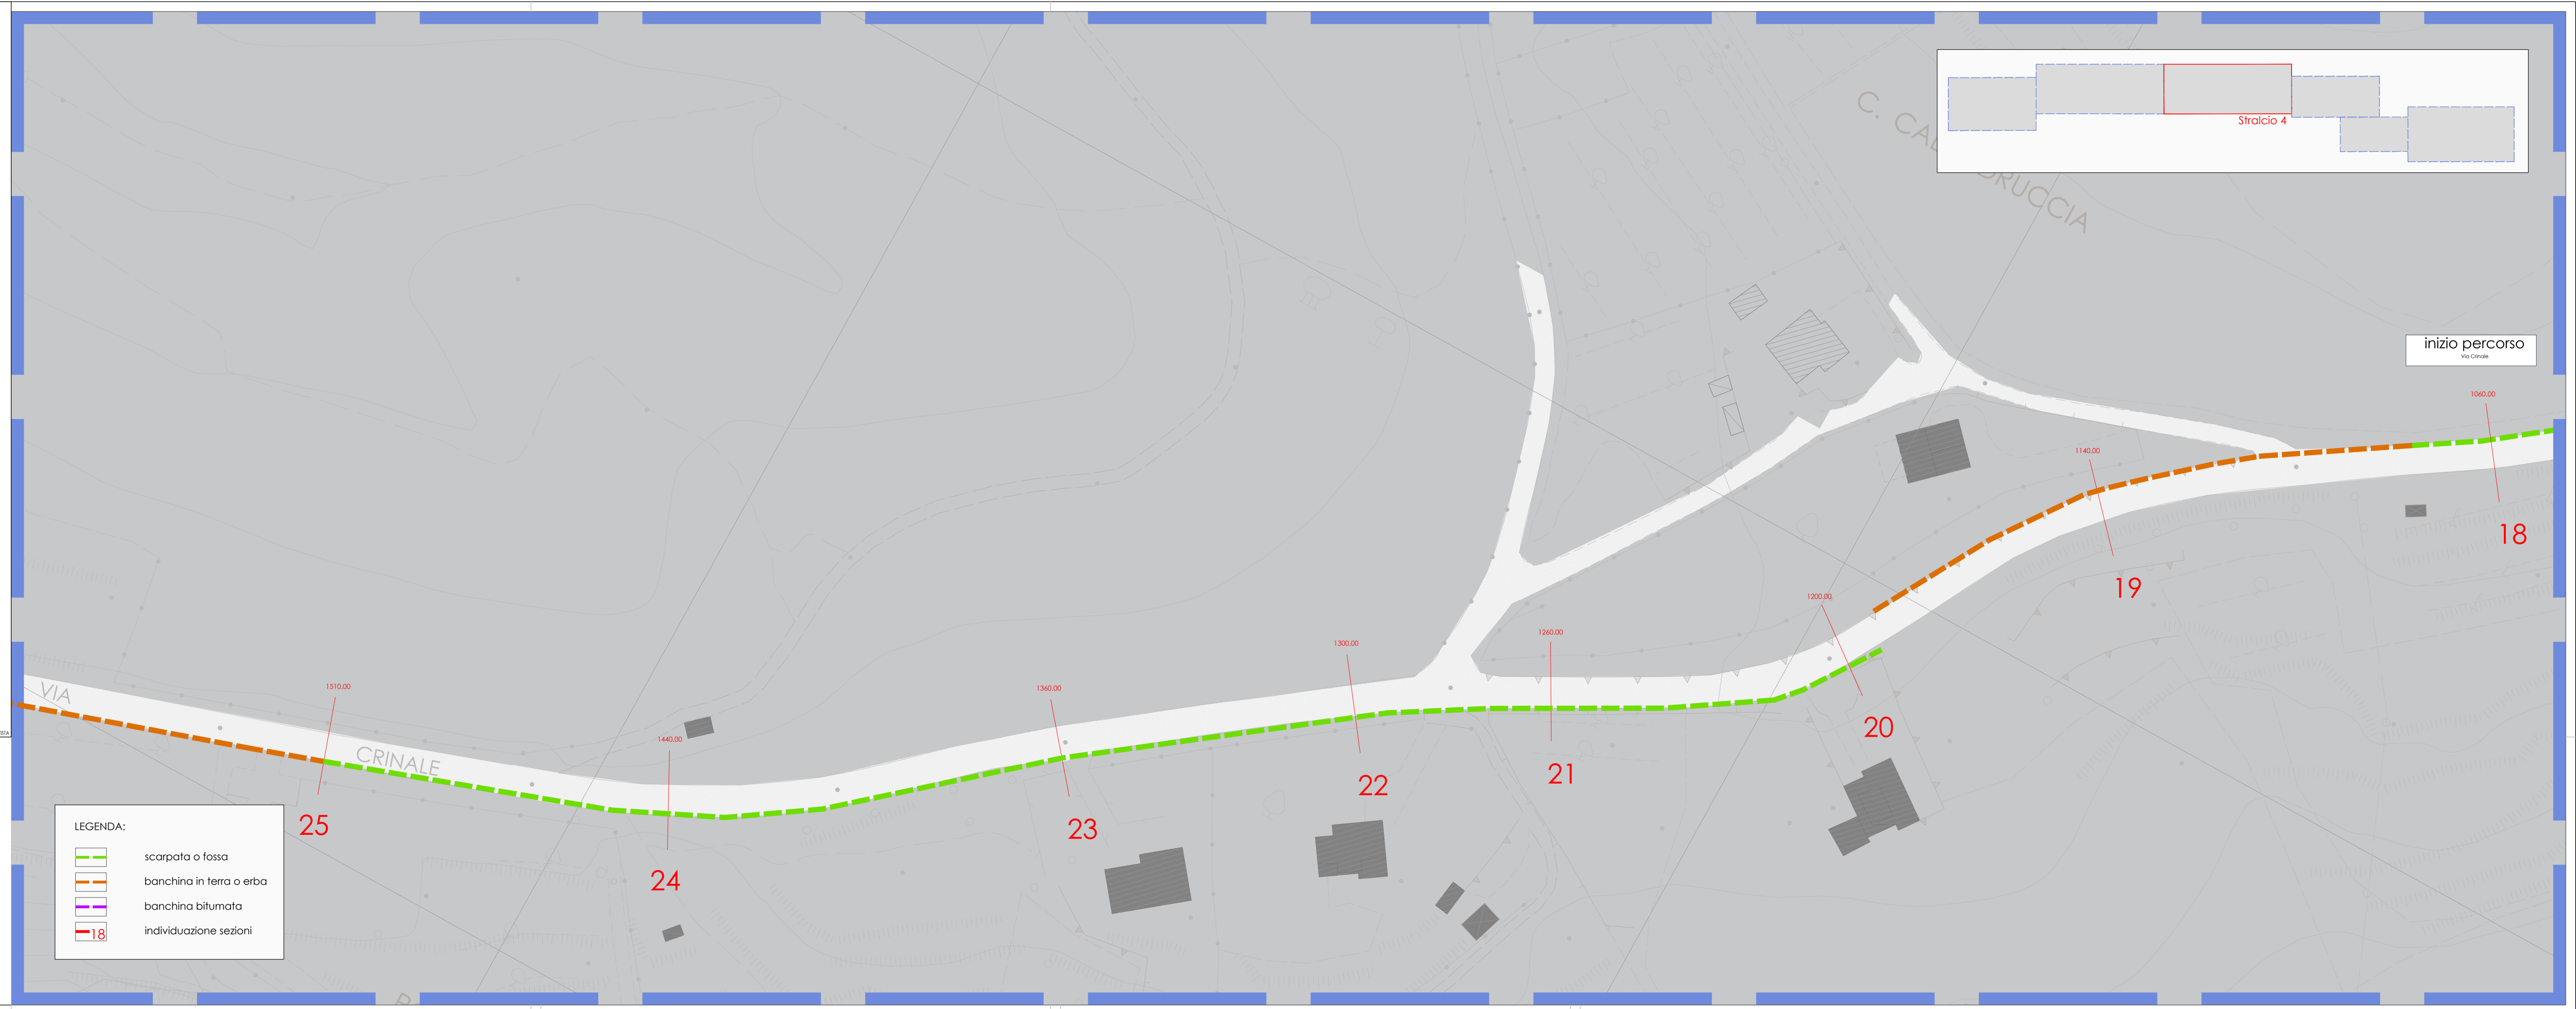 Stralcio 4
inizio percorso
Via Crinale
1060.00
18
1140.00
19
1200.00
20
1260.00
21
1300.00
22
1360.00
23
1440.00
24
1510.00
25
VIA
CRINALE
LEGENDA:
scarpata o fossa
banchina in terra o erba
banchina bitumata
18 individuazione sezioni